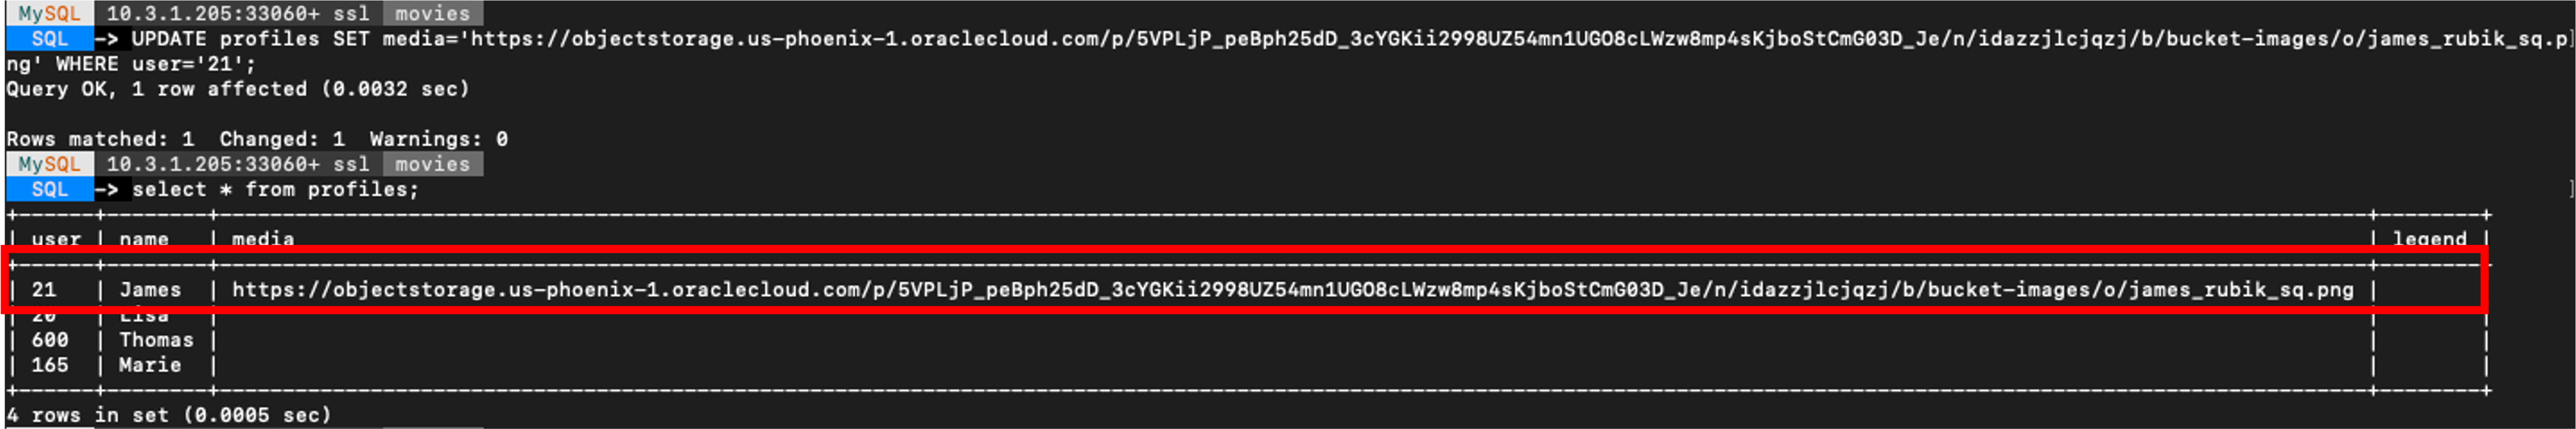 MySQL 10.3.1.205:33060+ ssl movies
SQL -> UPDATE profiles SET media='https://objectstorage.us-phoenix-1.oraclecloud.com/p/5VPLjP_peBph25dD_3cYGKii2998UZ54mn1UGO8cLWzw8mp4sKjboStCmG03D_Je/n/idazzjlcjqzj/b/bucket-images/o/james_rubik_sq.p
ng' WHERE user='21';
Query OK, 1 row affected (0.0032 sec)
Rows matched: 1 Changed: 1 Warnings: 0
MySQL 10.3.1.205:33060+ ssl movies
SQL -> select * from profiles;
| user | name | media | legend |
| 21 | James | https://objectstorage.us-phoenix-1.oraclecloud.com/p/5VPLjP_peBph25dD_3cYGKii2998UZ54mn1UGO8cLWzw8mp4sKjboStCmG03D_Je/n/idazzjlcjqzj/b/bucket-images/o/james_rubik_sq.png |
| 20 | Lisa | | |
| 600 | Thomas | | |
| 165 | Marie | | |
4 rows in set (0.0005 sec)